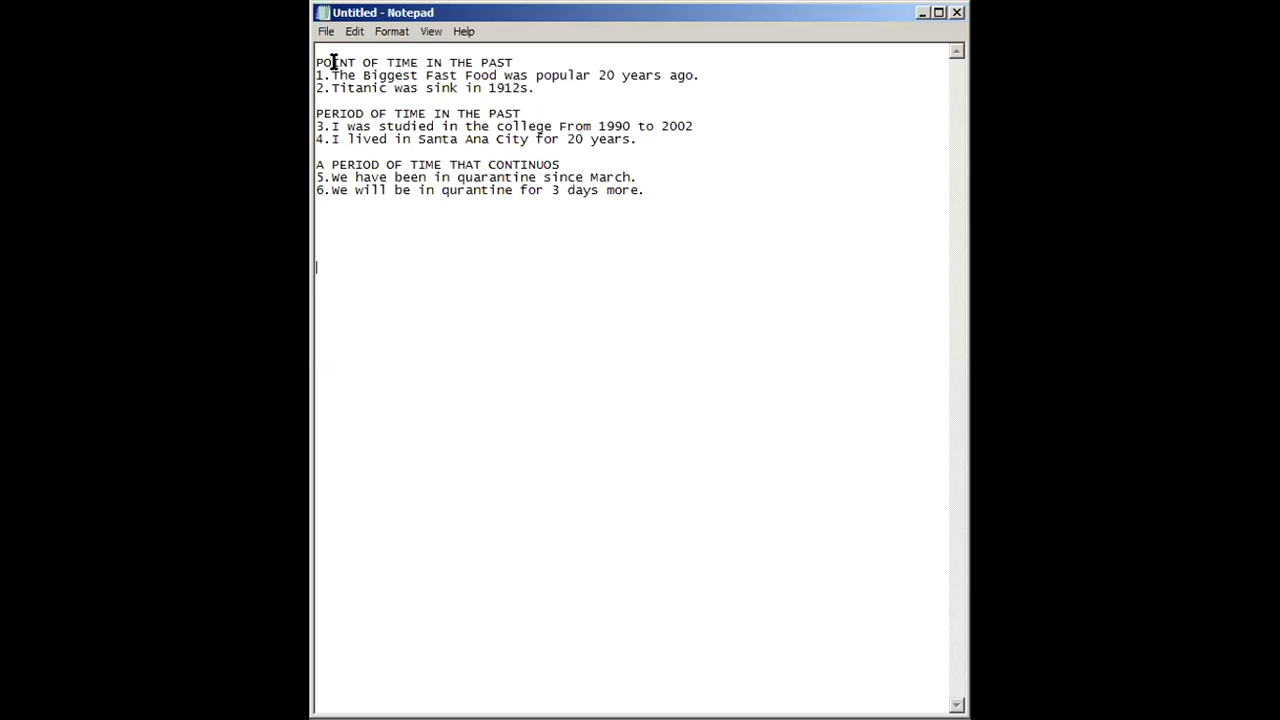 Untitled - Notepad
File Edit Format View Help
POINT OF TIME IN THE PAST
1.The Biggest Fast Food was popular 20 years ago.
2.Titanic was sink in 1912s.
PERIOD OF TIME IN THE PAST
3.I was studied in the college From 1990 to 2002
4.I lived in Santa Ana City for 20 years.
A PERIOD OF TIME THAT CONTINUOS
5.We have been in quarantine since March.
6.We will be in qurantine for 3 days more.